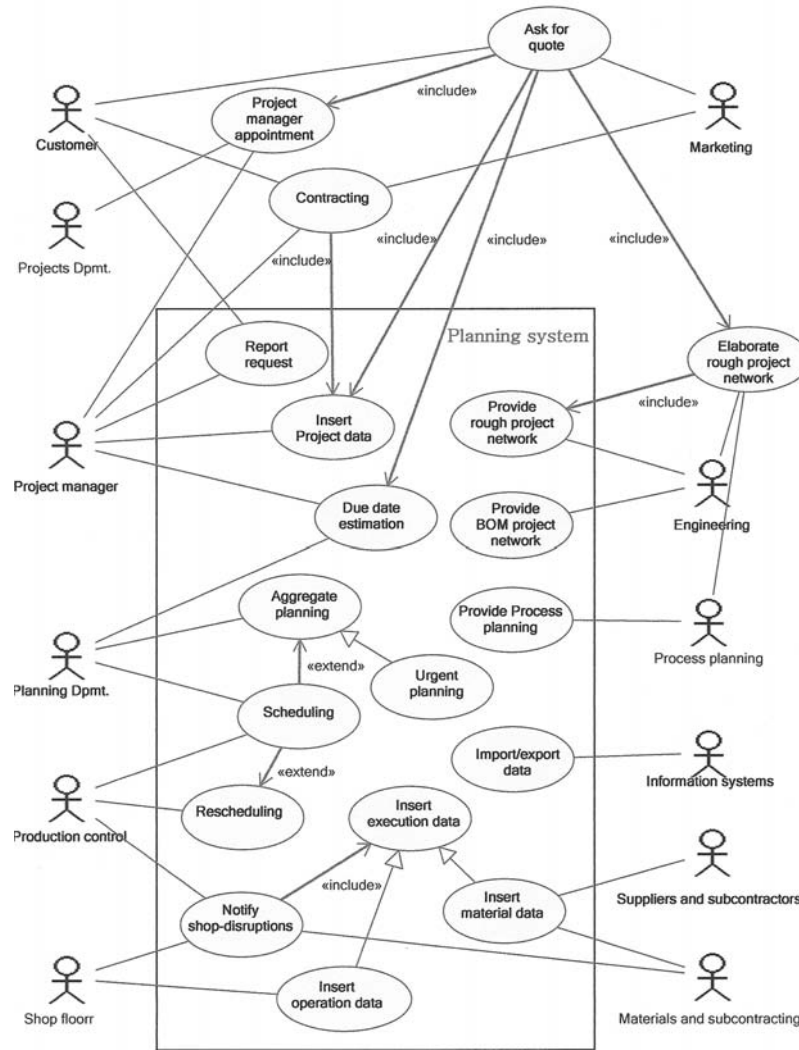 Ask for
quote
«include»
Project
manager
appointment
Customer
Marketing
Contracting
Projects Dpmt.
«include»
«include»
«include»
«include»
Planning system
Report
request
Elaborate
rough project
network
«include»
Insert
Project data
Provide
rough project
network
Project manager
Due date
estimation
Provide
BOM project
network
Engineering
Aggregate
planning
Provide Process
planning
Process planning
Planning Dpmt.
«extend»
Urgent
planning
Scheduling
«extend»
Import/export
data
Information systems
Rescheduling
Insert
execution data
Production control
«include»
Insert
material data
Suppliers and subcontractors
Notify
shop-disruptions
Insert
operation data
Shop floorr
Materials and subcontracting